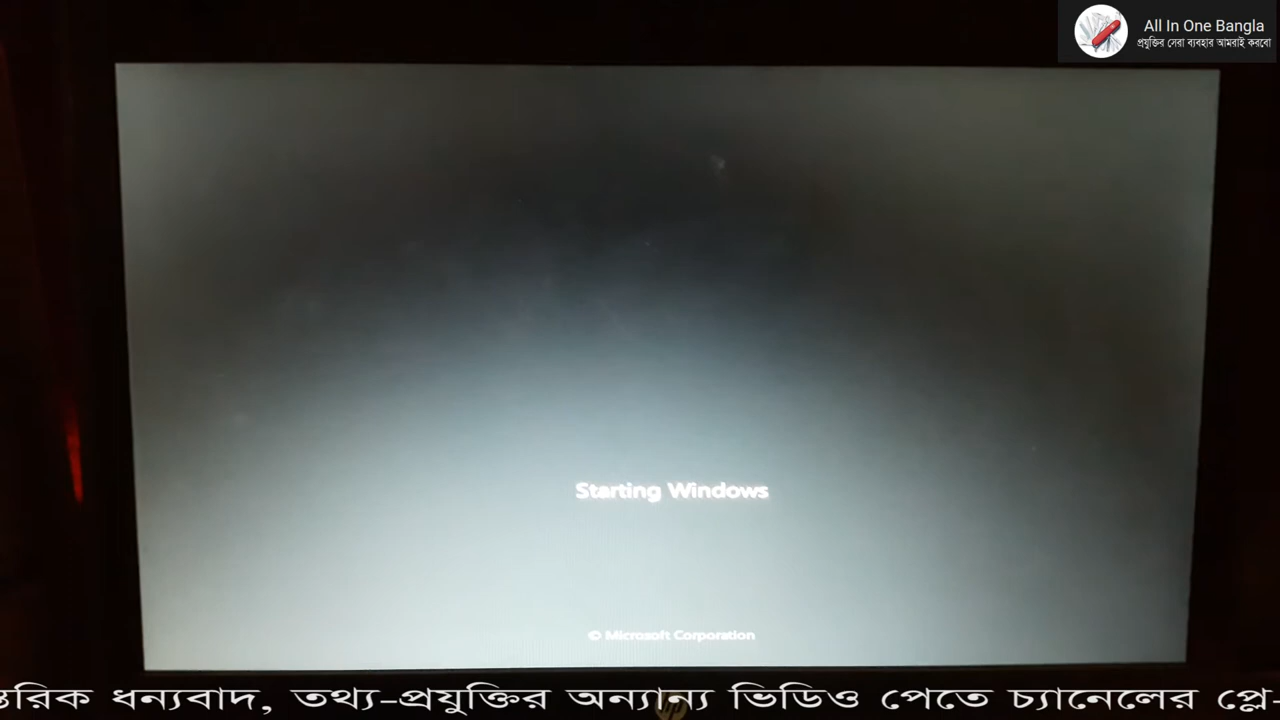 All In One Bangla
প্রযুক্তির সেরা ব্যবহার আমরাই করবো
Starting Windows
© Microsoft Corporation
ধন্যবাদ, তথ্য-প্রযুক্তির অন্যান্য ভিডিও পেতে চ্যানেলের